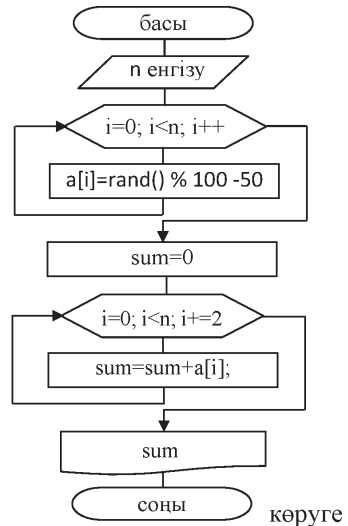 басы
n енгізу
i=0; i<n; i++
a[i]=rand() % 100 -50
sum=0
i=0; i<n; i+=2
sum=sum+a[i];
sum
соңы
көруге